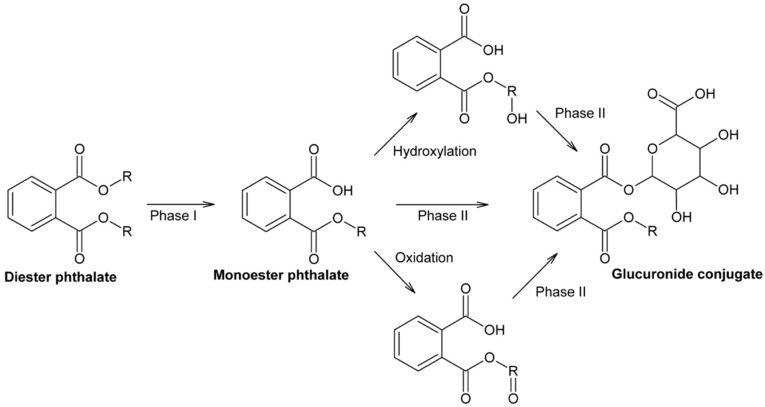 O
OH
O
R
O
OH
Phase II
Hydroxylation
O
OH
O
OH
OH
OH
O
O
O
R
O
O
R
O
O
Phase I
Diester phthalate
O
OH
O
R
O
Monoester phthalate
Phase II
Oxidation
Phase II
Glucuronide conjugate
O
OH
O
R
O
O